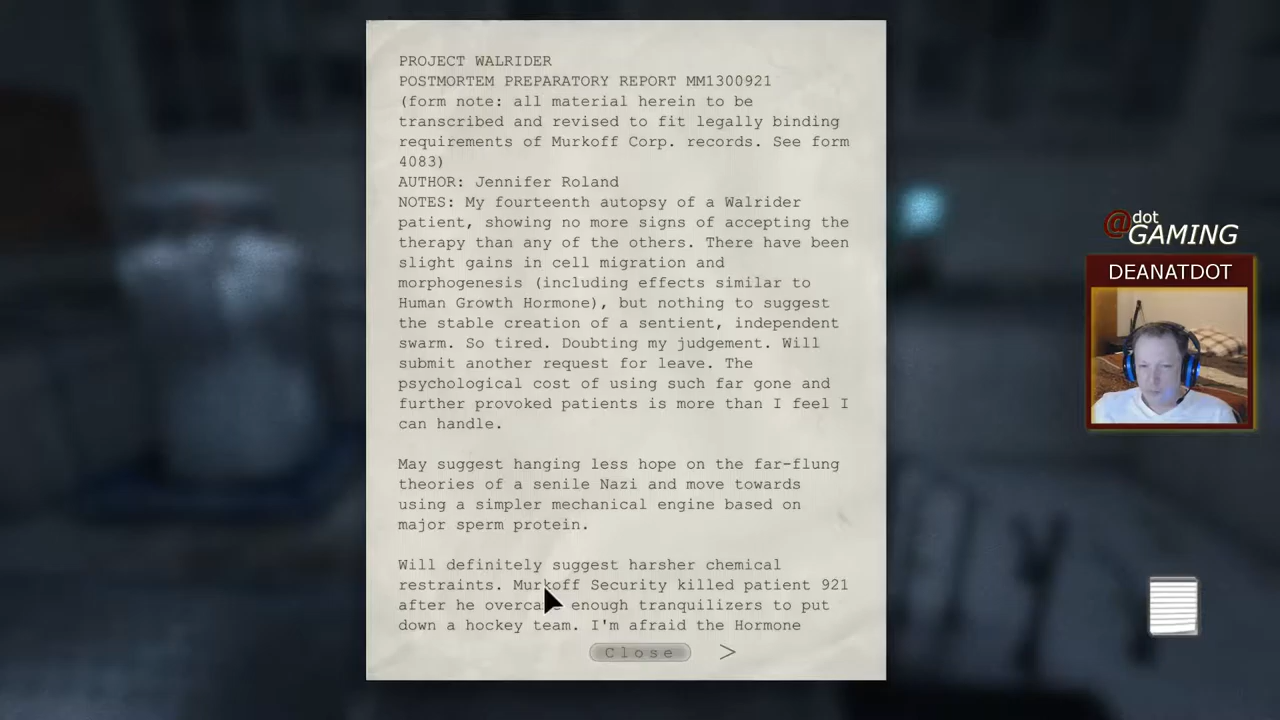 PROJECT WALRIDER
POSTMORTEM PREPARATORY REPORT MM1300921
(form note: all material herein to be
transcribed and revised to fit legally binding
requirements of Murkoff Corp. records. See form
4083)
AUTHOR: Jennifer Roland
NOTES: My fourteenth autopsy of a Walrider
patient, showing no more signs of accepting the
therapy than any of the others. There have been
slight gains in cell migration and
morphogenesis (including effects similar to
Human Growth Hormone), but nothing to suggest
the stable creation of a sentient, independent
swarm. So tired. Doubting my judgement. Will
submit another request for leave. The
psychological cost of using such far gone and
further provoked patients is more than I feel I
can handle.
May suggest hanging less hope on the far-flung
theories of a senile Nazi and move towards
using a simpler mechanical engine based on
major sperm protein.
Will definitely suggest harsher chemical
restraints. Murkoff Security killed patient 921
after he enough tranquilizers to put
down a hockey team. I'm afraid the Hormone
Close >
@dot
GAMING
DEANATDOT